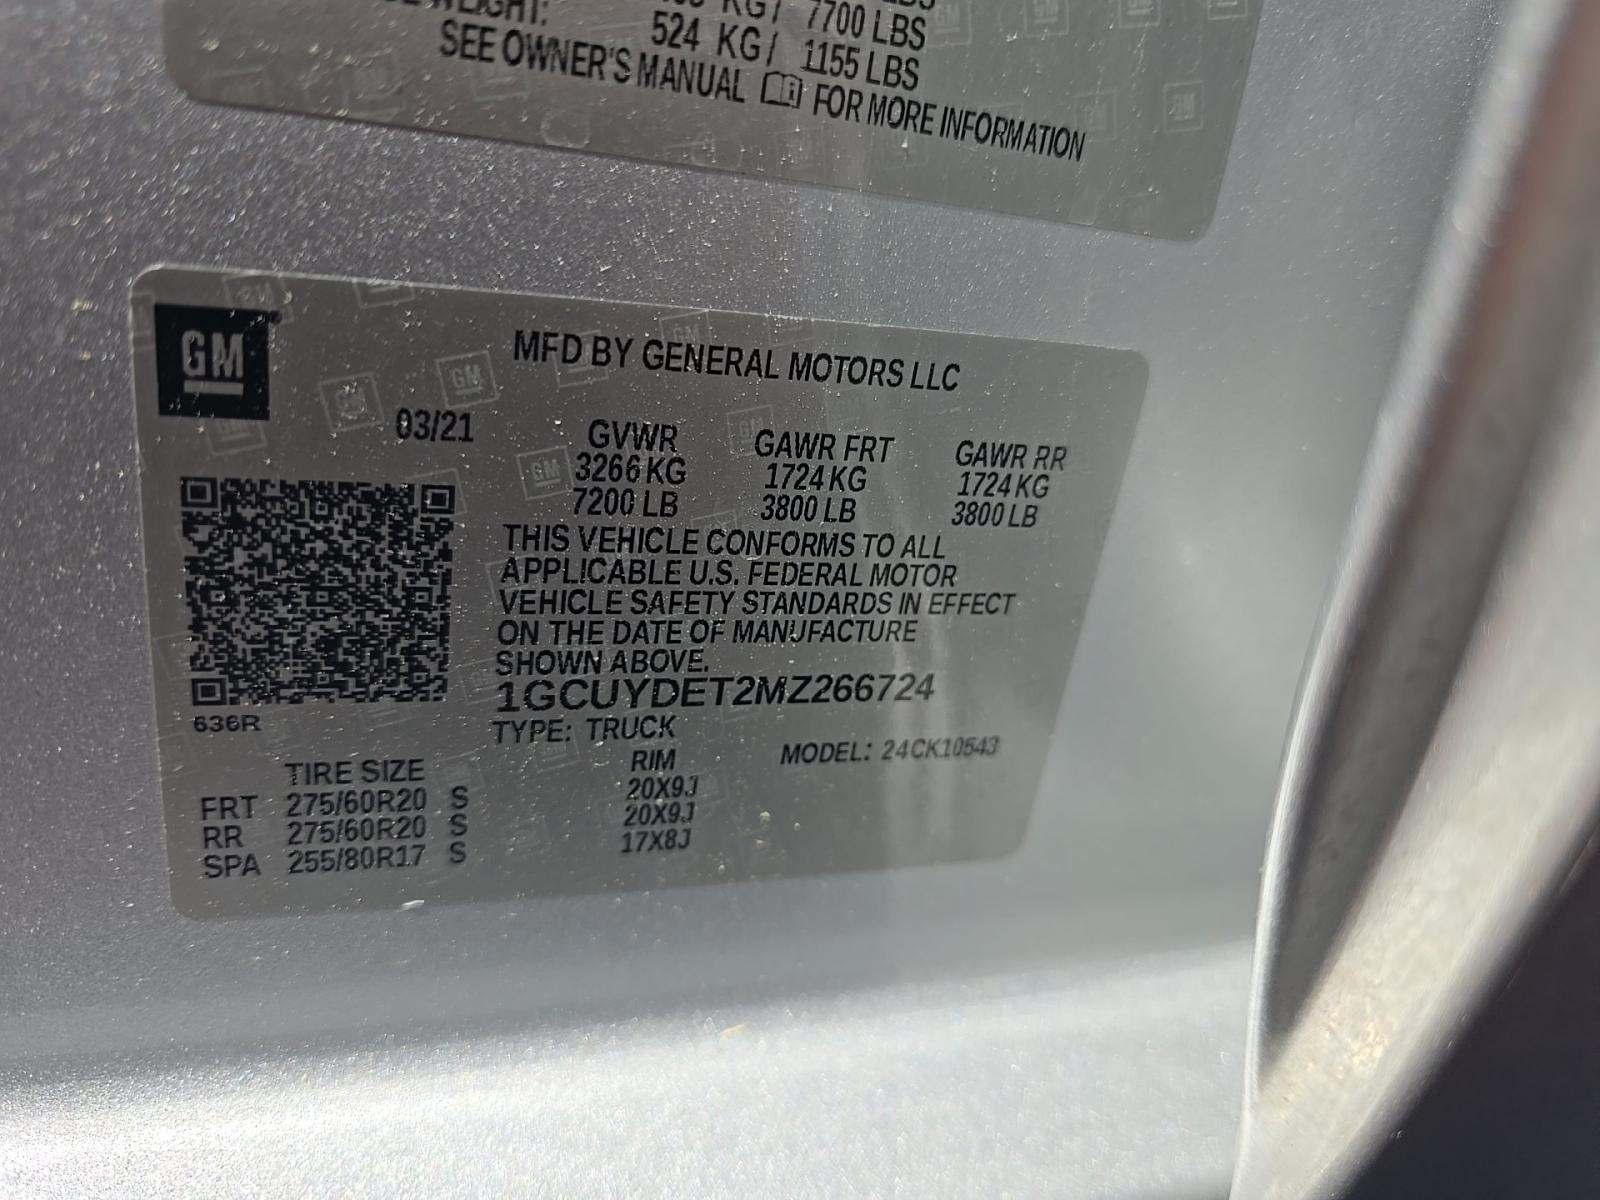 WEIGHT:
KG/ 7700 LBS
524 KG/ 1155 LBS
SEE OWNER'S MANUAL FOR MORE INFORMATION
GM
MFD BY GENERAL MOTORS LLC
03/21
GVWR GAWR FRT GAWR RR
3266 KG 1724 KG 1724 KG
7200 LB 3800 LB 3800 LB
THIS VEHICLE CONFORMS TO ALL
APPLICABLE U.S. FEDERAL MOTOR
VEHICLE SAFETY STANDARDS IN EFFECT
ON THE DATE OF MANUFACTURE
SHOWN ABOVE.
1GCUYDET2MZ266724
636R
TYPE: TRUCK
MODEL: 24CK10543
TIRE SIZE RIM
FRT 275/60R20 S 20X9J
RR 275/60R20 S 20X9J
SPA 255/80R17 S 17X8J